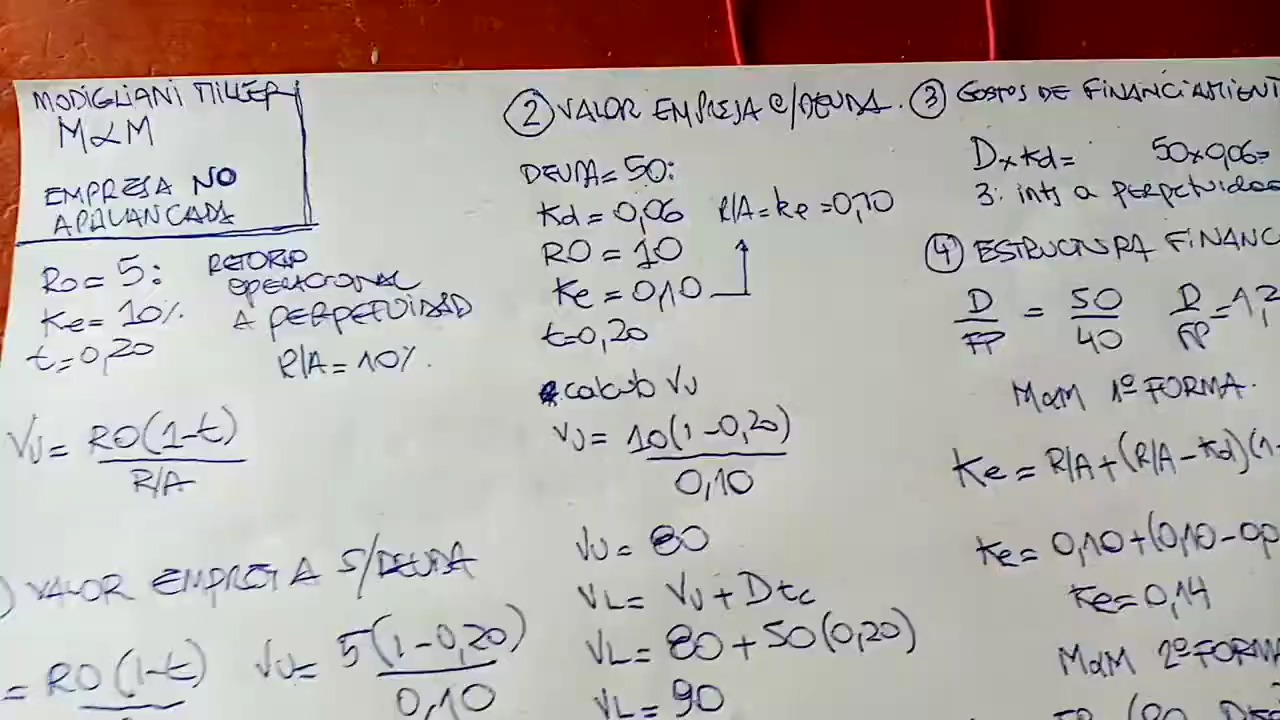 MODIGLIANI MILLER
M&M
EMPRESA NO
APALANCADA
Ro = 5: RETORNO
OPERACIONAL
Ke = 10% A PERPETUIDAD
t = 0,20
R/A = 10%.
VU = RO(1-t)
R/A
) VALOR EMPRESA S/DEUDA
= RO(1-t) VU = 5(1-0,20)
0,10
② VALOR EMPRESA C/DEUDA.
DEUDA = 50:
Kd = 0,06 R/A = Ke = 0,10
RO = 10
Ke = 0,10
t = 0,20
calculo VU
VU = 10(1-0,20)
0,10
VU = 80
VL = VU + Dtc
VL = 80 + 50(0,20)
VL = 90
③ COSTOS DE FINANCIAMIENT
D x Kd = 50x0,06=
3: ints a perpetuidad
④ ESTRUCTURA FINANC
D = 50 D = 1,2
FP 40 FP
M&M 1º FORMA.
Ke = R/A + (R/A - Kd)(1-
Ke = 0,10 + (0,10 - 0,0
Ke = 0,14
M&M 2º FORMA